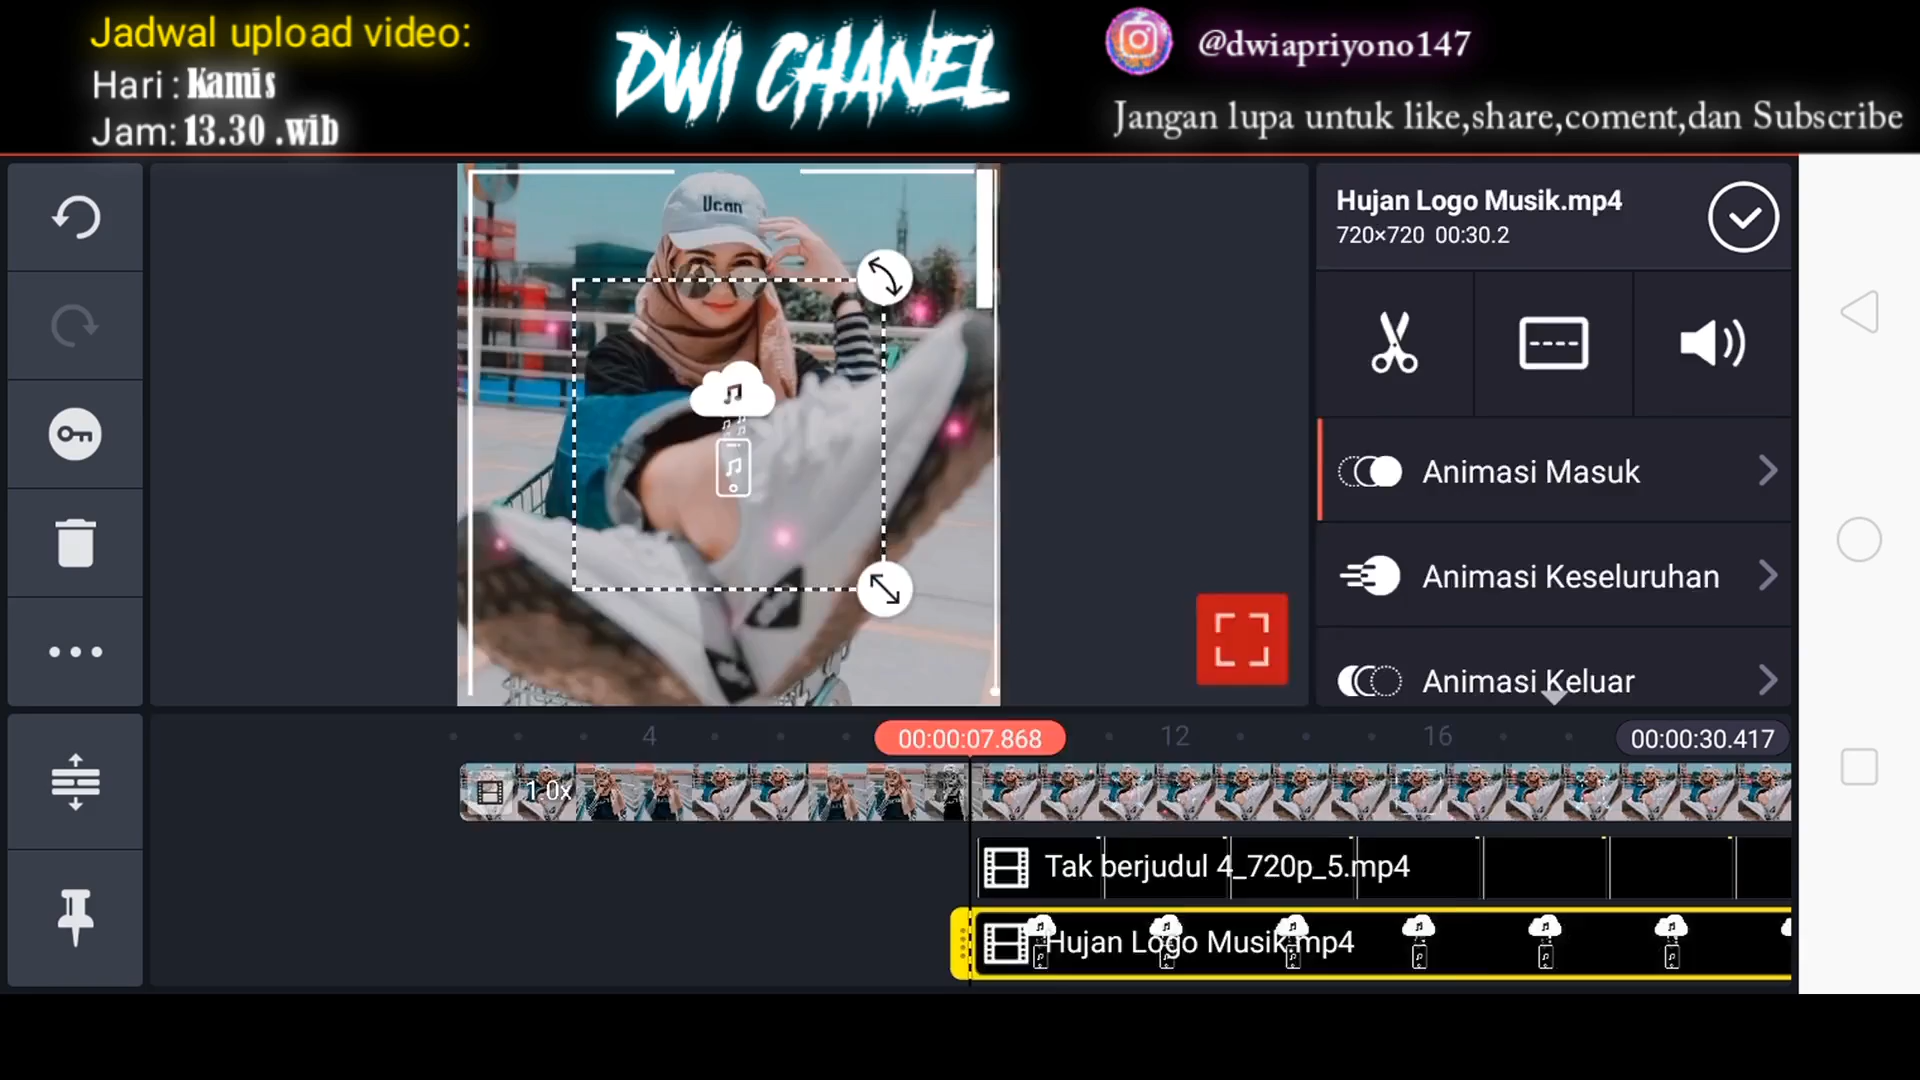 Jadwal upload video:
Hari : Kamis
Jam: 13.30 .wib
DWI CHANEL
@dwiapriyono147
Jangan lupa untuk like,share,coment,dan Subscribe
Ucan
Hujan Logo Musik.mp4
720×720 00:30.2
Animasi Masuk
Animasi Keseluruhan
Animasi Keluar
4
00:00:07.868
12
16
00:00:30.417
1.0x
Tak berjudul 4_720p_5.mp4
Hujan Logo Musik.mp4